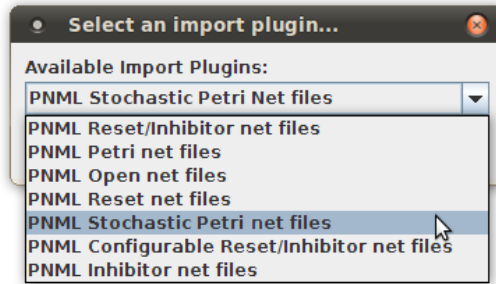 Select an import plugin...
Available Import Plugins:
PNML Stochastic Petri Net files
PNML Reset/Inhibitor net files
PNML Petri net files
PNML Open net files
PNML Reset net files
PNML Stochastic Petri net files
PNML Configurable Reset/Inhibitor net files
PNML Inhibitor net files